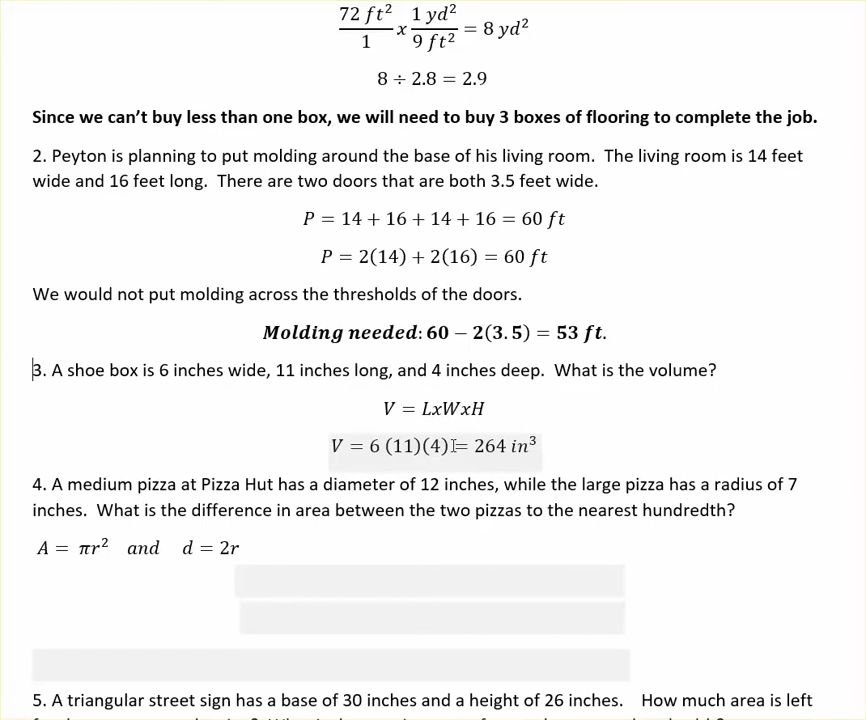 72 ft² / 1 x 1 yd² / 9 ft² = 8 yd²
8 ÷ 2.8 = 2.9
Since we can't buy less than one box, we will need to buy 3 boxes of flooring to complete the job.
2. Peyton is planning to put molding around the base of his living room. The living room is 14 feet
wide and 16 feet long. There are two doors that are both 3.5 feet wide.
P = 14 + 16 + 14 + 16 = 60 ft
P = 2(14) + 2(16) = 60 ft
We would not put molding across the thresholds of the doors.
Molding needed: 60 − 2(3.5) = 53 ft.
3. A shoe box is 6 inches wide, 11 inches long, and 4 inches deep. What is the volume?
V = LxWxH
V = 6 (11)(4) = 264 in³
4. A medium pizza at Pizza Hut has a diameter of 12 inches, while the large pizza has a radius of 7
inches. What is the difference in area between the two pizzas to the nearest hundredth?
A = πr² and d = 2r
5. A triangular street sign has a base of 30 inches and a height of 26 inches. How much area is left